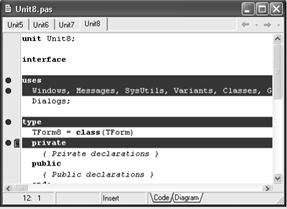 Unit8.pas
Unit5 Unit6 Unit7 Unit8
unit Unit8;
interface
uses
Windows, Messages, SysUtils, Variants, Classes, G
Dialogs;
type
TForm8 = class(TForm)
private
{ Private declarations }
public
{ Public declarations }
end;
12: 1 Insert Code Diagram